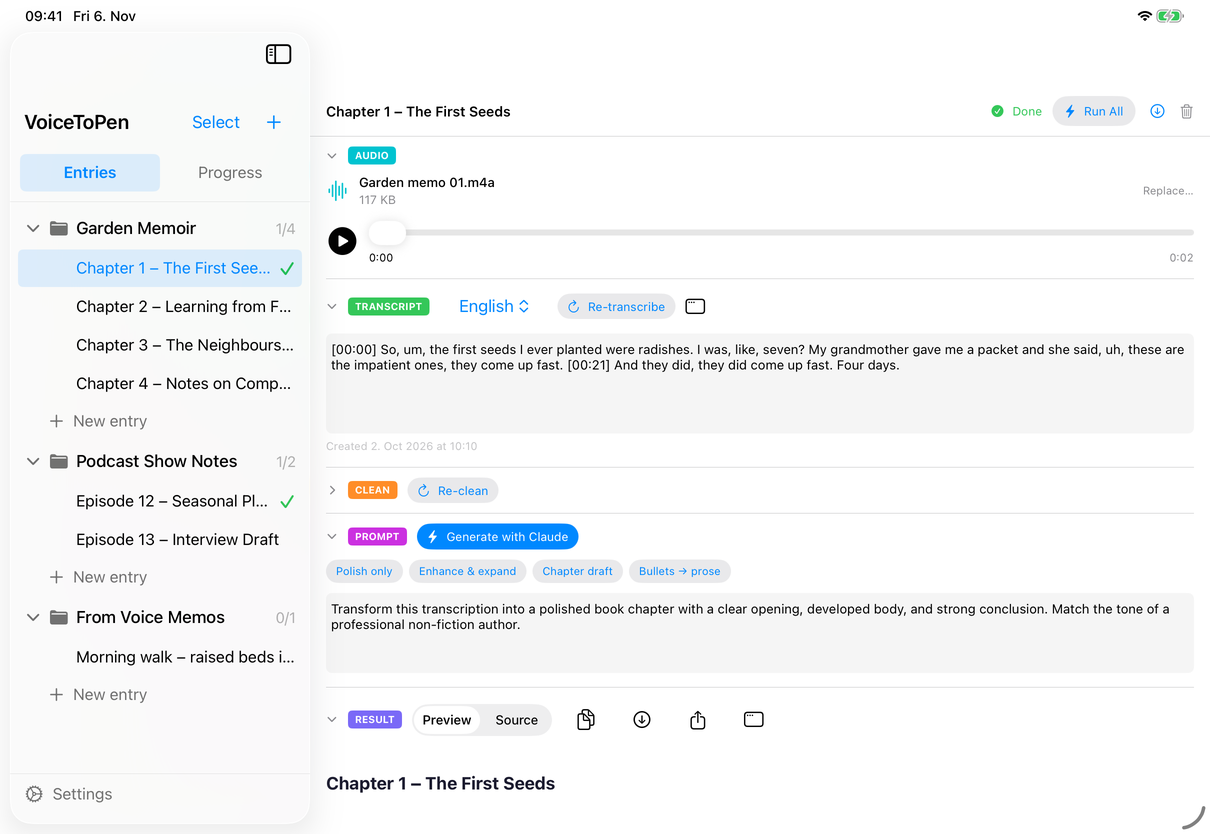 09:41 Fri 6. Nov
VoiceToPen
Select
Entries
Progress
Garden Memoir
1/4
Chapter 1 – The First See...
Chapter 2 – Learning from F...
Chapter 3 – The Neighbours...
Chapter 4 – Notes on Comp...
New entry
Podcast Show Notes
1/2
Episode 12 – Seasonal Pl...
Episode 13 – Interview Draft
New entry
From Voice Memos
0/1
Morning walk – raised beds i...
New entry
Settings
Chapter 1 – The First Seeds
Done
Run All
AUDIO
Garden memo 01.m4a
117 KB
Replace...
0:00
0:02
TRANSCRIPT
English
Re-transcribe
[00:00] So, um, the first seeds I ever planted were radishes. I was, like, seven? My grandmother gave me a packet and she said, uh, these are
the impatient ones, they come up fast. [00:21] And they did, they did come up fast. Four days.
Created 2. Oct 2026 at 10:10
CLEAN
Re-clean
PROMPT
Generate with Claude
Polish only
Enhance & expand
Chapter draft
Bullets → prose
Transform this transcription into a polished book chapter with a clear opening, developed body, and strong conclusion. Match the tone of a
professional non-fiction author.
RESULT
Preview
Source
Chapter 1 – The First Seeds